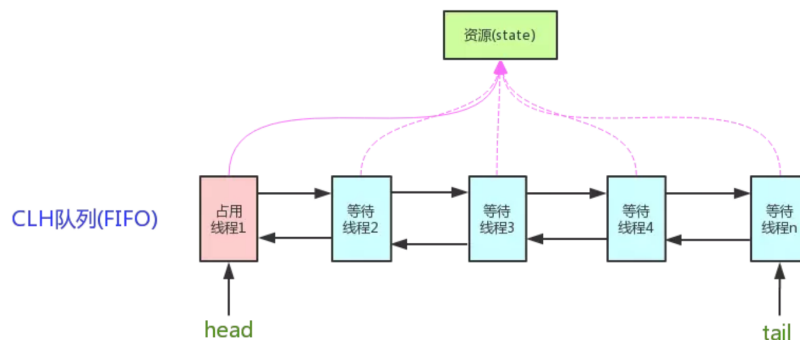 资源(state)
CLH队列(FIFO)
占用
线程1
等待
线程2
等待
线程3
等待
线程4
等待
线程n
head
tail